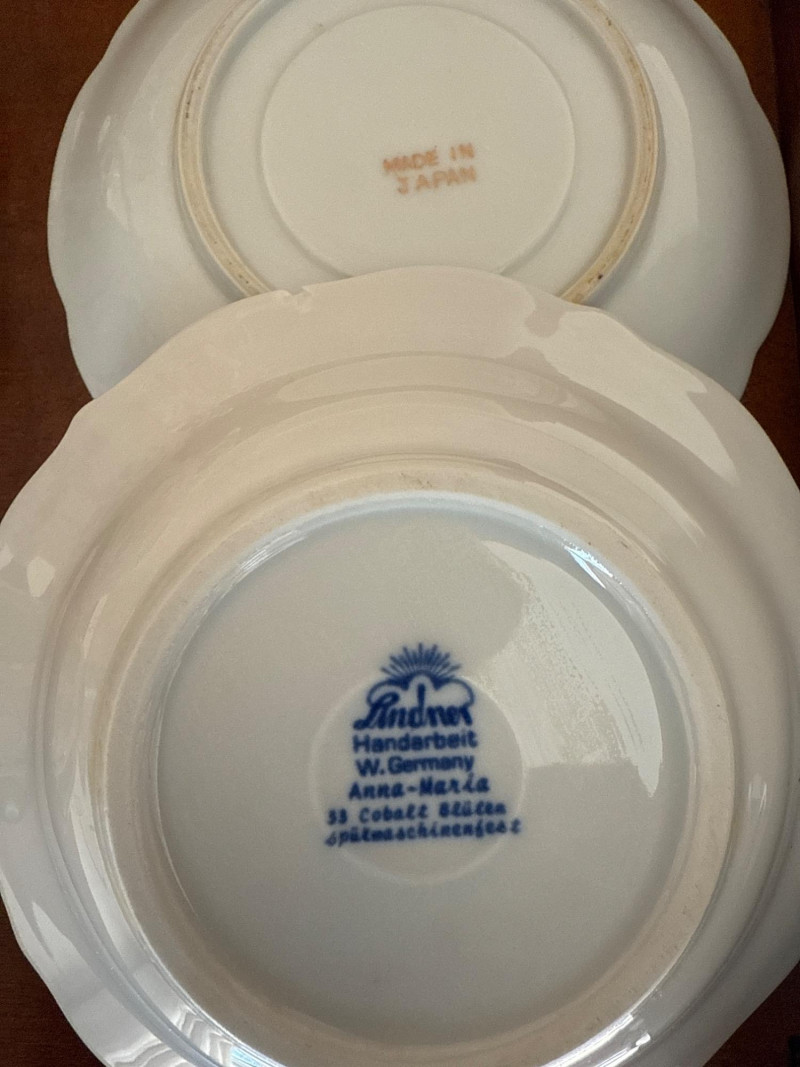 MADE IN
JAPAN
Lindner
Handarbeit
W. Germany
Anna-Maria
33 Cobalt Blüten
spülmaschinenfest